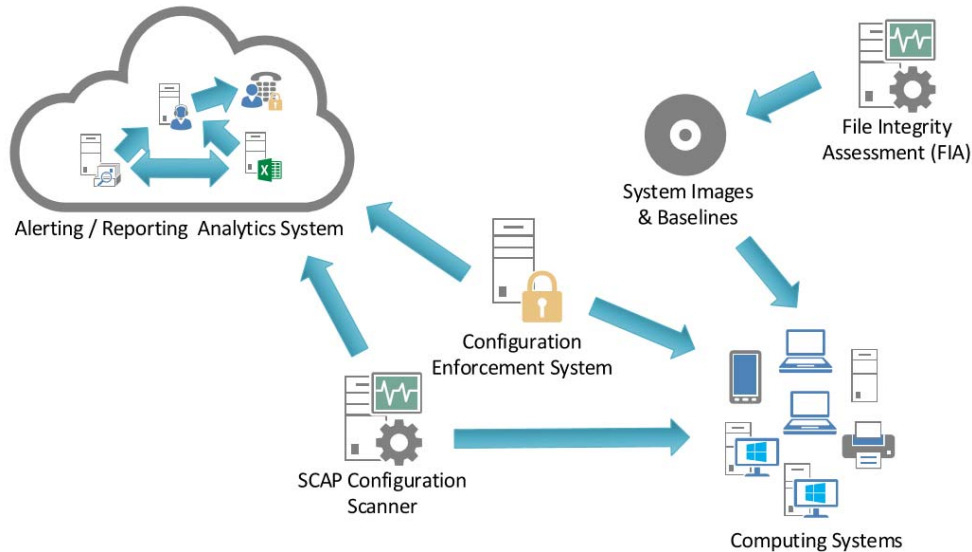 File Integrity
Assessment (FIA)
System Images
& Baselines
Alerting / Reporting Analytics System
Configuration
Enforcement System
SCAP Configuration
Scanner
Computing Systems
X